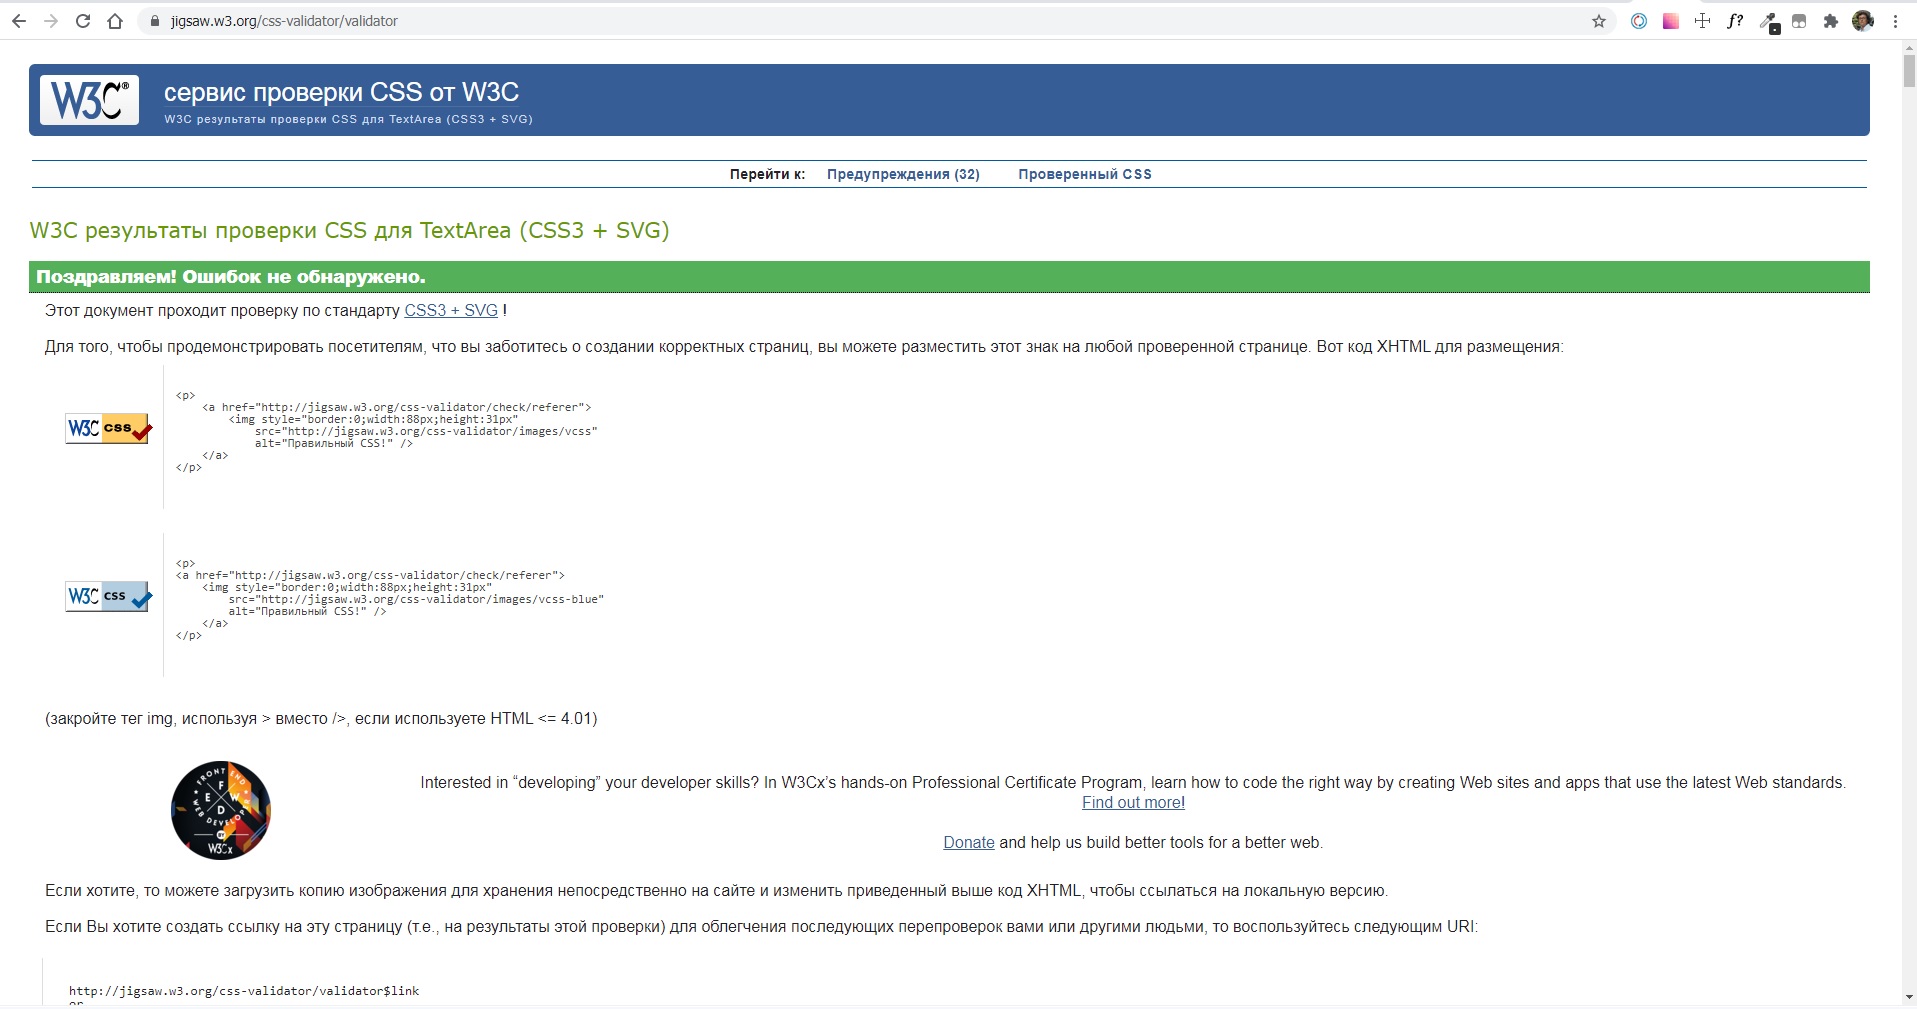 jigsaw.w3.org/css-validator/validator
f?
W3C®
сервис проверки CSS от W3C
W3C результаты проверки CSS для TextArea (CSS3 + SVG)
Перейти к: Предупреждения (32) Проверенный CSS
W3C результаты проверки CSS для TextArea (CSS3 + SVG)
Поздравляем! Ошибок не обнаружено.
Этот документ проходит проверку по стандарту CSS3 + SVG !
Для того, чтобы продемонстрировать посетителям, что вы заботитесь о создании корректных страниц, вы можете разместить этот знак на любой проверенной странице. Вот код XHTML для размещения:
W3C css
<p>
<a href="http://jigsaw.w3.org/css-validator/check/referer">
<img style="border:0;width:88px;height:31px"
src="http://jigsaw.w3.org/css-validator/images/vcss"
alt="Правильный CSS!" />
</a>
</p>
W3C css
<p>
<a href="http://jigsaw.w3.org/css-validator/check/referer">
<img style="border:0;width:88px;height:31px"
src="http://jigsaw.w3.org/css-validator/images/vcss-blue"
alt="Правильный CSS!" />
</a>
</p>
(закройте тег img, используя > вместо />, если используете HTML <= 4.01)
FRONT END
F E W D
WEB DEVELOPER
BY
W3Cx
Interested in “developing” your developer skills? In W3Cx’s hands-on Professional Certificate Program, learn how to code the right way by creating Web sites and apps that use the latest Web standards.
Find out more!
Donate and help us build better tools for a better web.
Если хотите, то можете загрузить копию изображения для хранения непосредственно на сайте и изменить приведенный выше код XHTML, чтобы ссылаться на локальную версию.
Если Вы хотите создать ссылку на эту страницу (т.е., на результаты этой проверки) для облегчения последующих перепроверок вами или другими людьми, то воспользуйтесь следующим URI:
http://jigsaw.w3.org/css-validator/validator$link